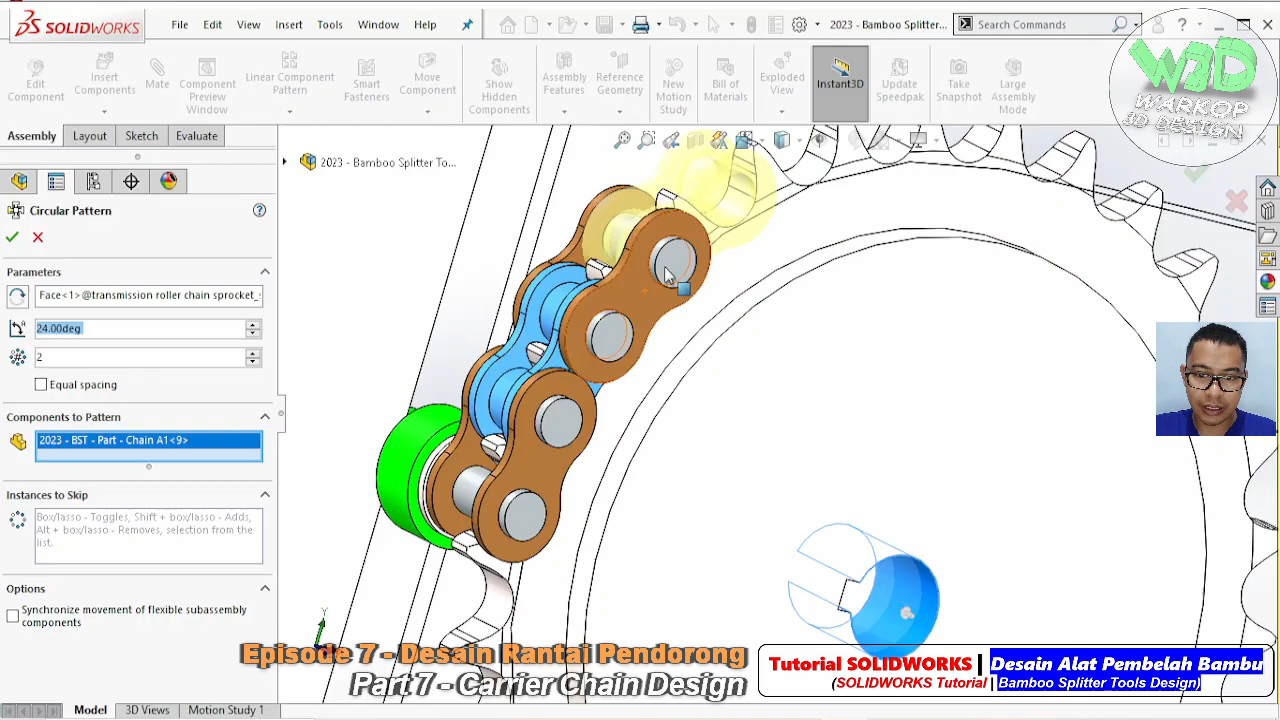 SOLIDWORKS
File Edit View Insert Tools Window Help
2023 - Bamboo Splitter...
Search Commands
Edit Component
Insert Components
Mate
Component Preview Window
Linear Component Pattern
Smart Fasteners
Move Component
Show Hidden Components
Assembly Features
Reference Geometry
New Motion Study
Bill of Materials
Exploded View
Instant3D
Update Speedpak
Take Snapshot
Large Assembly Mode
W3D
WARKOP
3D DESIGN
Assembly Layout Sketch Evaluate
2023 - Bamboo Splitter To...
Circular Pattern
Parameters
Face<1>@transmission roller chain sprocket_
24.00deg
2
Equal spacing
Components to Pattern
2023 - BST - Part - Chain A1<9>
Instances to Skip
Box/lasso - Toggles, Shift + box/lasso - Adds,
Alt + box/lasso - Removes, selection from the
list.
Options
Synchronize movement of flexible subassembly
components
Y
Episode 7 - Desain Rantai Pendorong
Part 7 - Carrier Chain Design
Tutorial SOLIDWORKS | Desain Alat Pembelah Bambu
(SOLIDWORKS Tutorial | Bamboo Splitter Tools Design)
Model 3D Views Motion Study 1